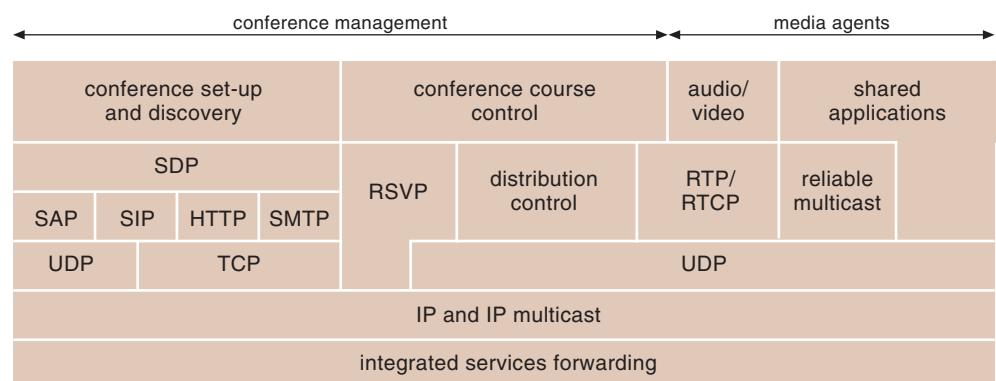 conference management
media agents
conference set-up
and discovery
conference course
control
audio/
video
shared
applications
SDP
RSVP
distribution
control
RTP/
RTCP
reliable
multicast
SAP
SIP
HTTP
SMTP
UDP
TCP
UDP
IP and IP multicast
integrated services forwarding